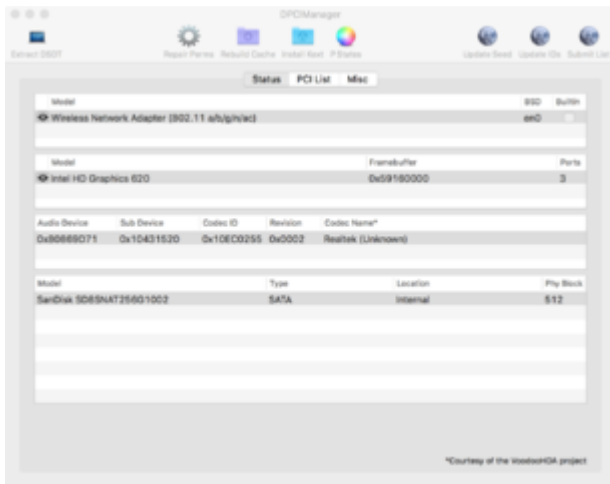 DPCIManager
Extract DSDT Repair Perms Rebuild Cache Install Kext P States Update Seed Update IDs Submit List
Status PCI List Misc
Model BSD Builtin
Wireless Network Adapter (802.11 a/b/g/n/ac) en0
Model Framebuffer Ports
Intel HD Graphics 620 0x59160000 3
Audio Device Sub Device Codec ID Revision Codec Name*
0x80869D71 0x10431520 0x10EC0255 0x0002 Realtek (Unknown)
Model Type Location Phy Block
SanDisk SD8SNAT256G1002 SATA Internal 512
*Courtesy of the VoodooHDA project